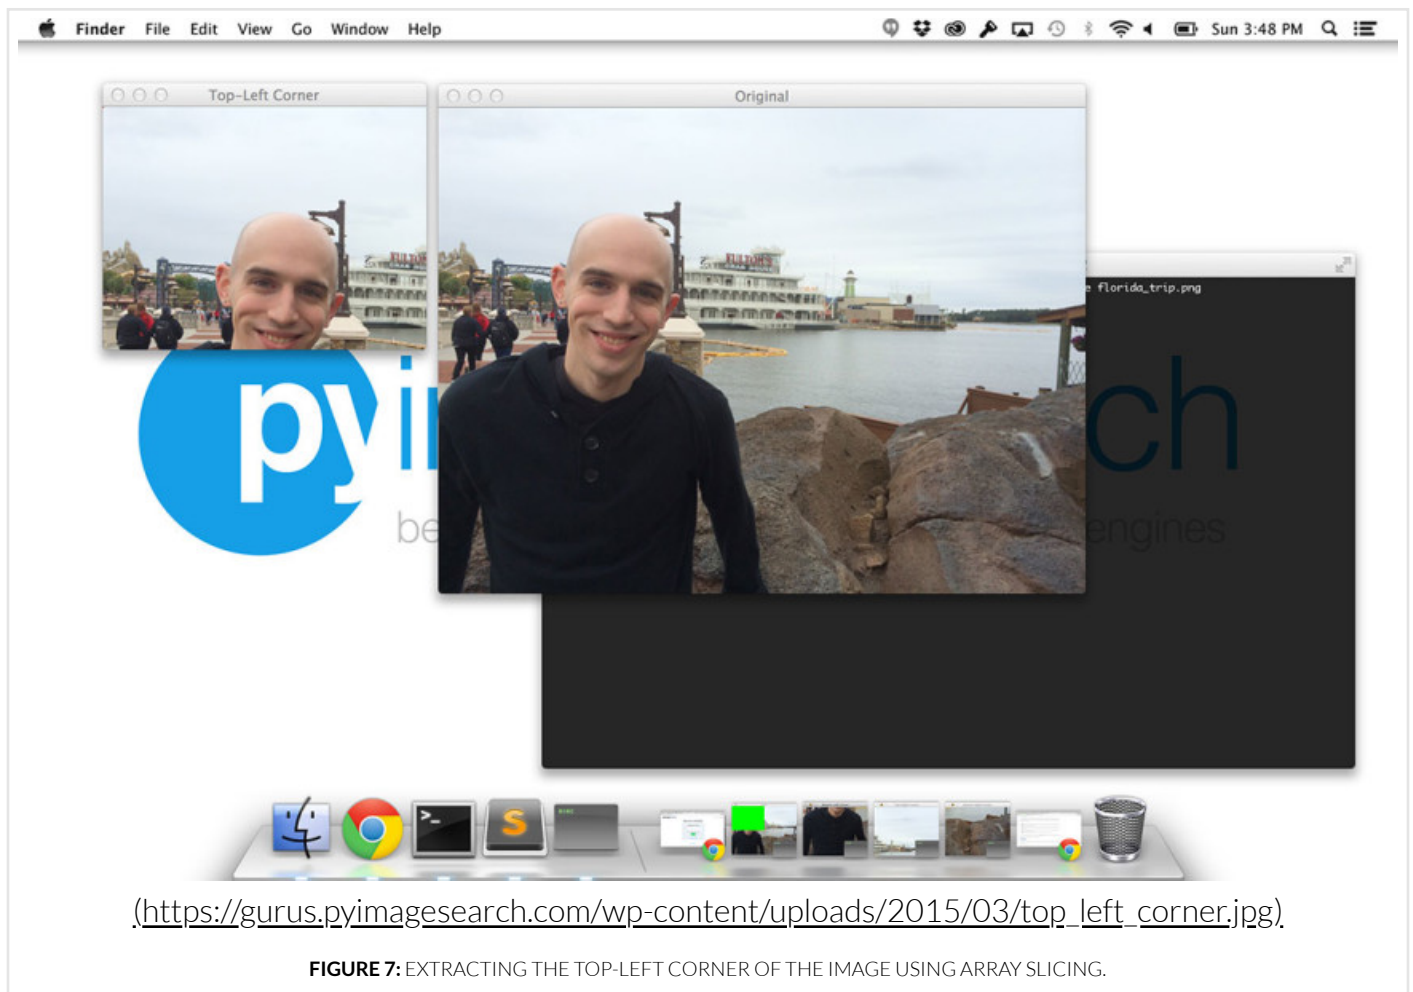 Finder File Edit View Go Window Help Sun 3:48 PM
Top-Left Corner
Original
florida_trip.png
FULTON'S
py
ch
engines
(https://gurus.pyimagesearch.com/wp-content/uploads/2015/03/top_left_corner.jpg)
FIGURE 7: EXTRACTING THE TOP-LEFT CORNER OF THE IMAGE USING ARRAY SLICING.